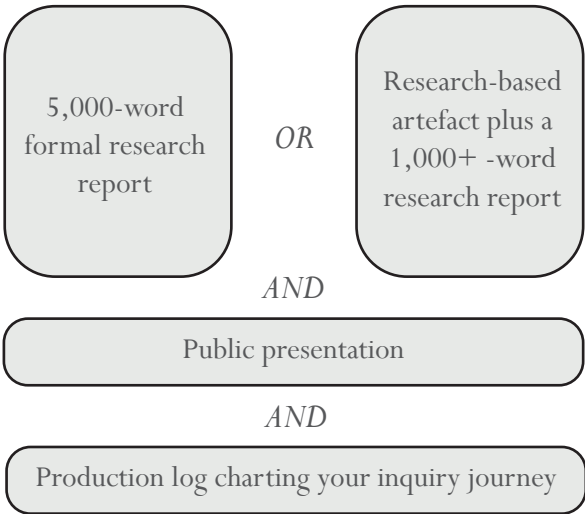 5,000-word
formal research
report
OR
Research-based
artefact plus a
1,000+ -word
research report
AND
Public presentation
AND
Production log charting your inquiry journey